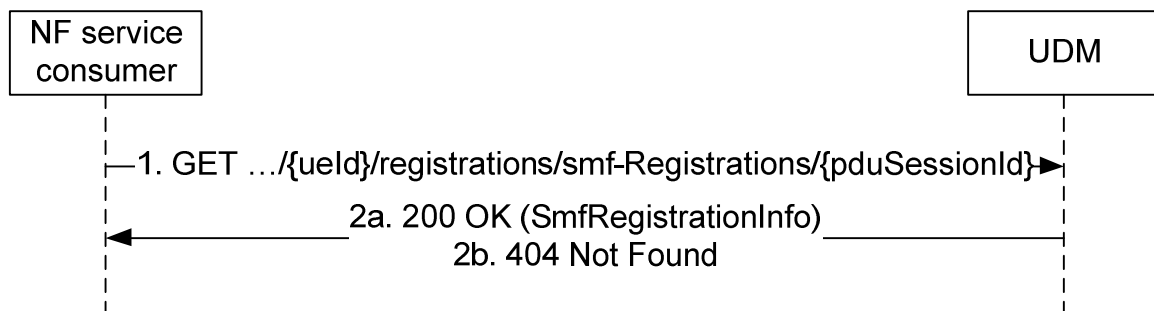 NF service
consumer
UDM
1. GET …/{ueId}/registrations/smf-Registrations/{pduSessionId}
2a. 200 OK (SmfRegistrationInfo)
2b. 404 Not Found